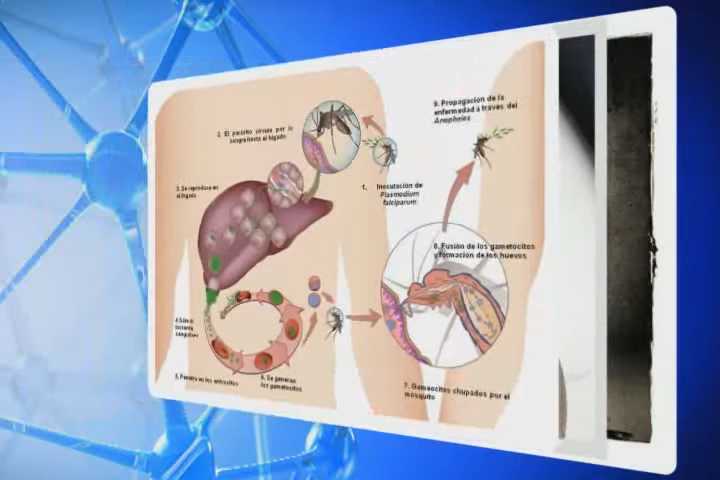 1. Inoculación de
Plasmodium
falciparum
2. El parásito circula por la
sangre hasta el hígado
3. Se reproduce en
el hígado
4. Sale a
torrente
sanguíneo
5. Penetra en los eritrocitos
6. Se generan
los gametocitos
7. Gametocitos chupados por el
mosquito
8. Fusión de los gametocitos
y formación de los huevos
9. Propagación de la
enfermedad a través del
Anopheles